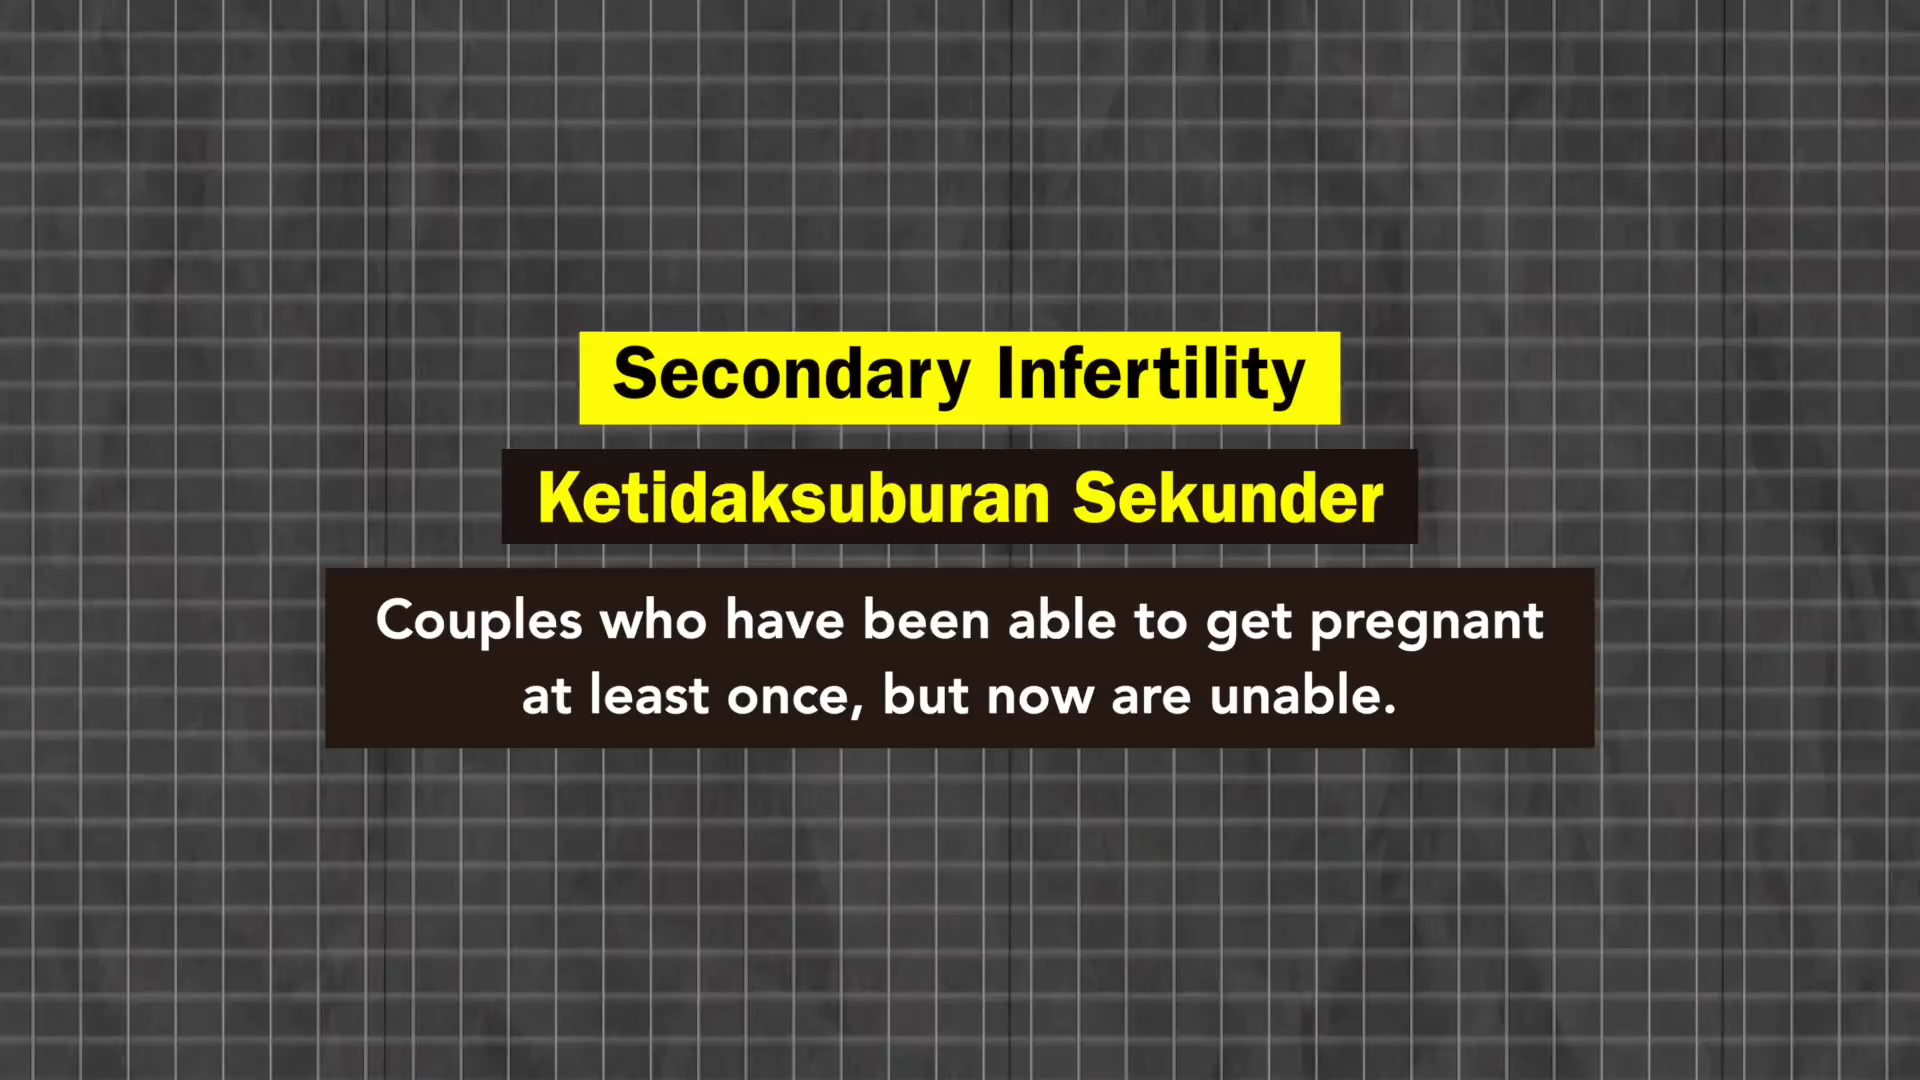 Secondary Infertility
Ketidaksuburan Sekunder
Couples who have been able to get pregnant
at least once, but now are unable.